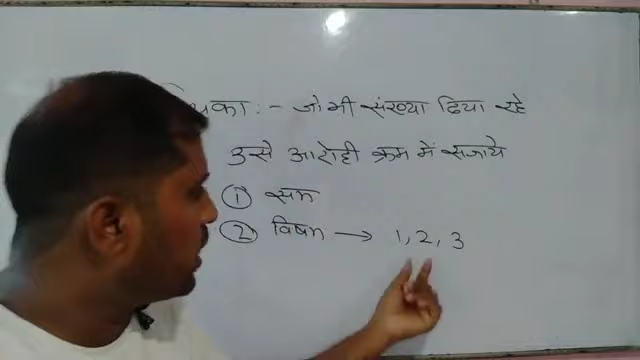 जो भी संख्या दिया रहे
उसे आरोही क्रम में सजाये
① सम
② विषम → 1, 2, 3